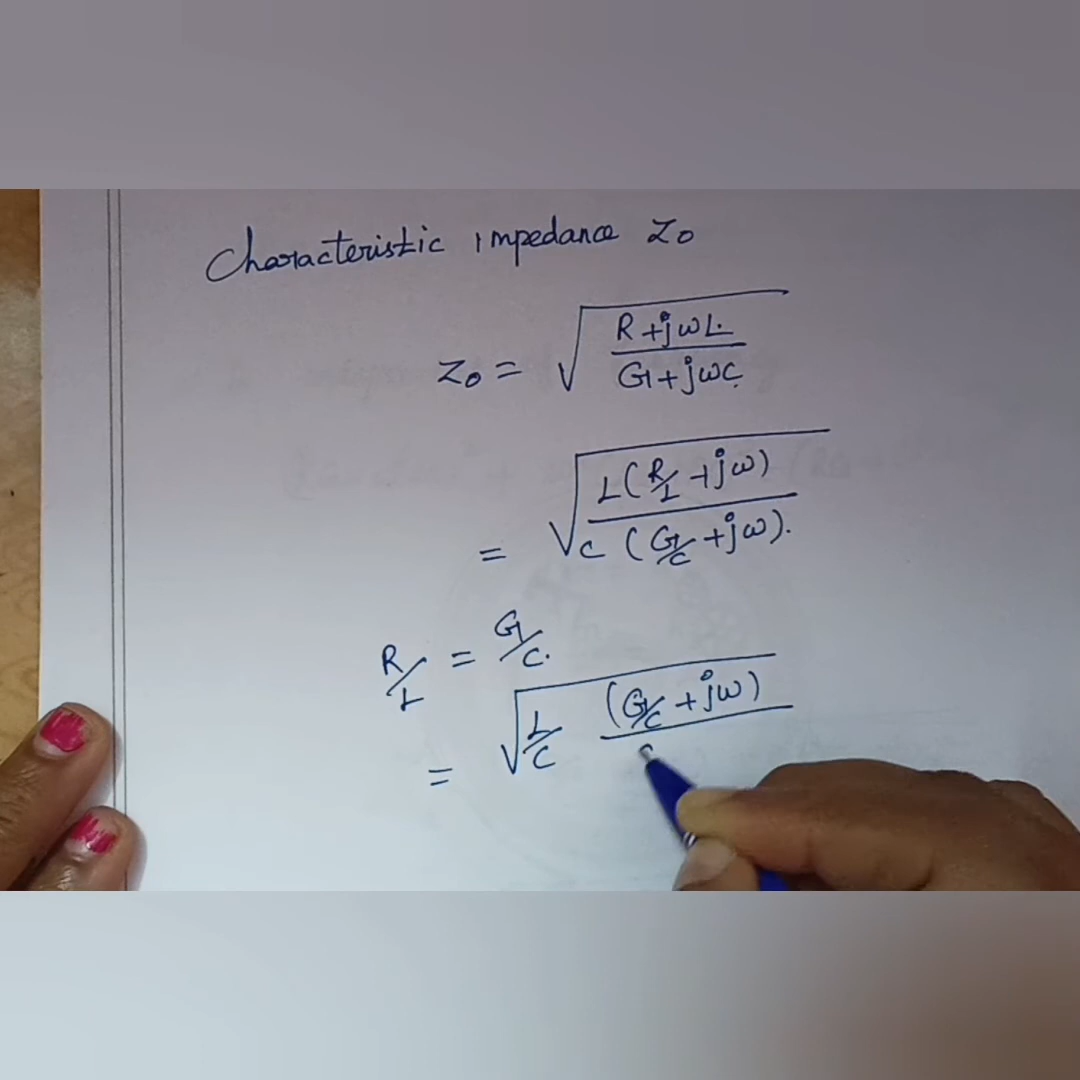 Characteristic impedance Z0
Z0 = √((R+jωL)/(G+jωC))
= √(L(R/L+jω)/C(G/C+jω)).
R/L = G/C.
= √(L/C (G/C+jω)/